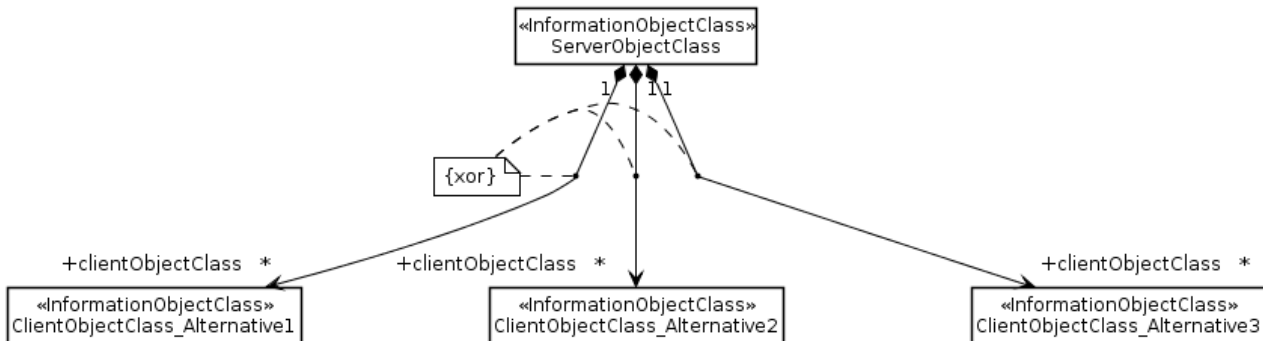 «InformationObjectClass»
ServerObjectClass
1 1 1
{xor}
+clientObjectClass * +clientObjectClass * +clientObjectClass *
«InformationObjectClass» «InformationObjectClass» «InformationObjectClass»
ClientObjectClass_Alternative1 ClientObjectClass_Alternative2 ClientObjectClass_Alternative3